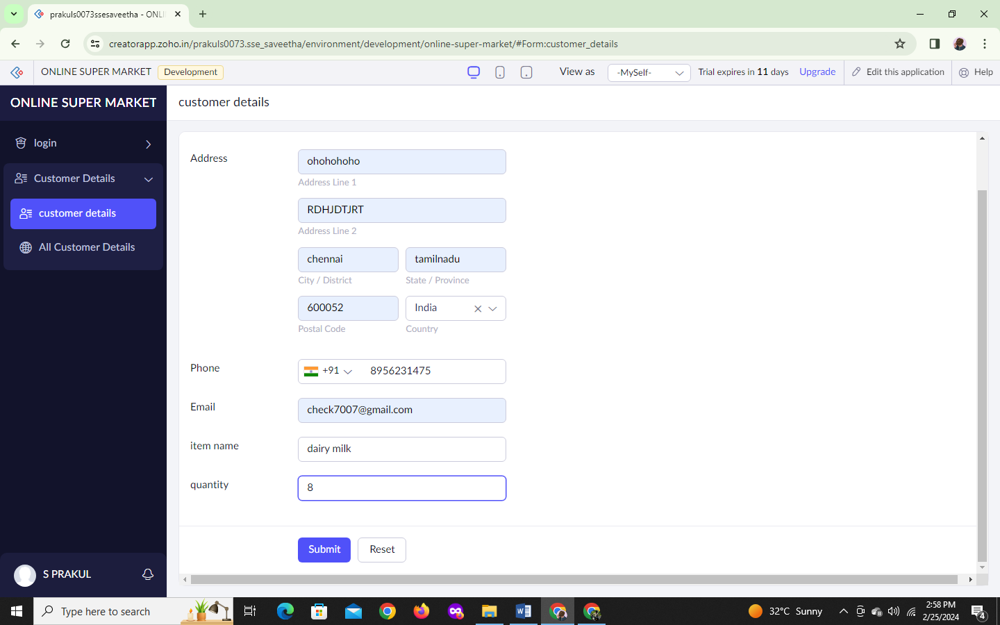 prakuls0073ssesaveetha - ONLI
creatorapp.zoho.in/prakuls0073.sse_saveetha/environment/development/online-super-market/#Form:customer_details
ONLINE SUPER MARKET Development View as -MySelf- Trial expires in 11 days Upgrade Edit this application Help
ONLINE SUPER MARKET
customer details
login
Customer Details
customer details
All Customer Details
S PRAKUL
Address
ohohohoho
Address Line 1
RDHJDTJRT
Address Line 2
chennai tamilnadu
City / District State / Province
600052 India
Postal Code Country
Phone +91 8956231475
Email check7007@gmail.com
item name dairy milk
quantity 8
Submit Reset
Type here to search
32°C Sunny
2:58 PM
2/25/2024
4